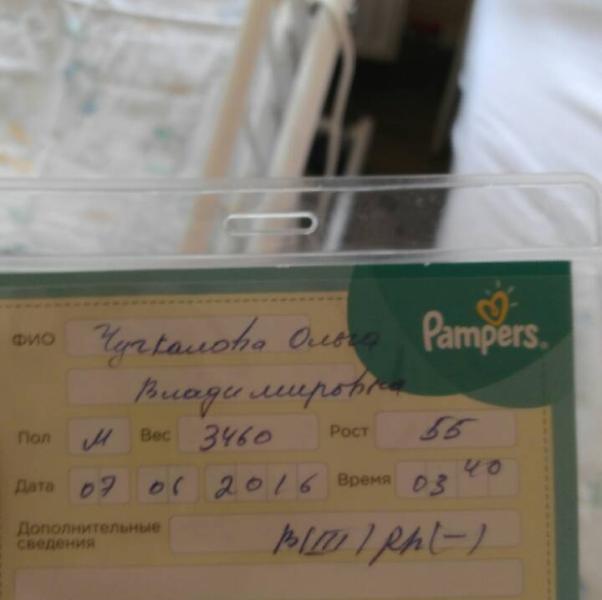 Pampers®
ФИО Чучкалова Ольга
Владимировна
Пол м Вес 3460 Рост 55
Дата 07 01 2016 Время 03 40
Дополнительные
сведения B(III) Rh(−)